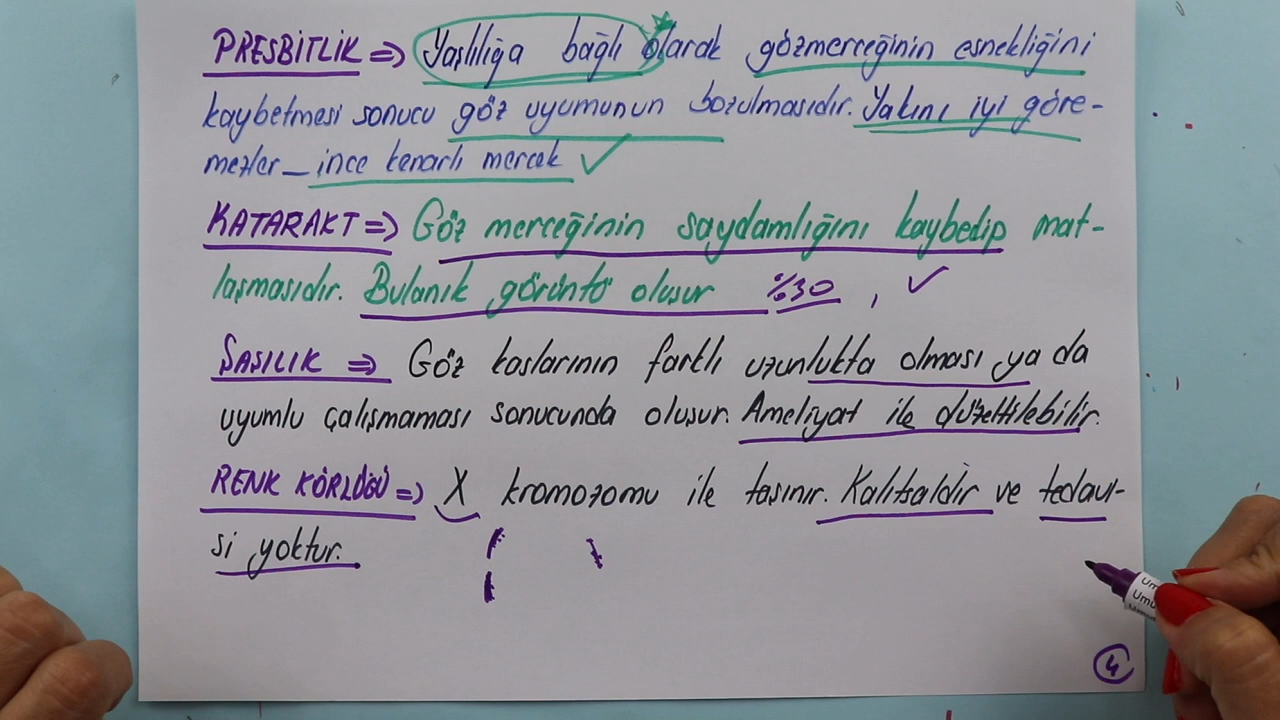 PRESBİTLİK => Yaşlılığa bağlı olarak gözmerceğinin esnekliğini
kaybetmesi sonucu göz uyumunun bozulmasıdır. Yakını iyi göre-
mezler _ ince kenarlı mercek ✓
KATARAKT => Göz merceğinin saydamlığını kaybedip mat-
laşmasıdır. Bulanık görüntü oluşur %30 , ✓
ŞAŞILIK => Göz kaslarının farklı uzunlukta olması ya da
uyumlu çalışmaması sonucunda oluşur. Ameliyat ile düzeltilebilir.
RENK KÖRLÜĞÜ => X kromozomu ile taşınır. Kalıtsaldır ve tedavi-
si yoktur.
4